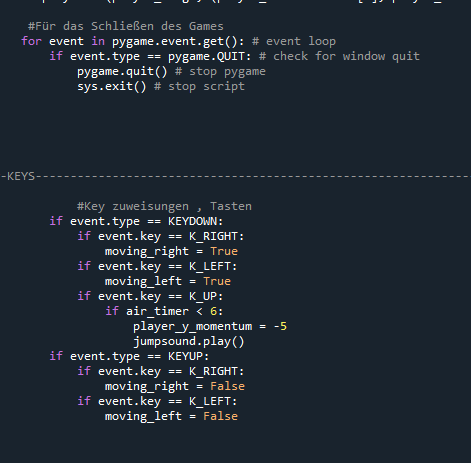 #Für das Schließen des Games
for event in pygame.event.get(): # event loop
if event.type == pygame.QUIT: # check for window quit
pygame.quit() # stop pygame
sys.exit() # stop script
-KEYS--------------------------------------------------------------
#Key zuweisungen , Tasten
if event.type == KEYDOWN:
if event.key == K_RIGHT:
moving_right = True
if event.key == K_LEFT:
moving_left = True
if event.key == K_UP:
if air_timer < 6:
player_y_momentum = -5
jumpsound.play()
if event.type == KEYUP:
if event.key == K_RIGHT:
moving_right = False
if event.key == K_LEFT:
moving_left = False